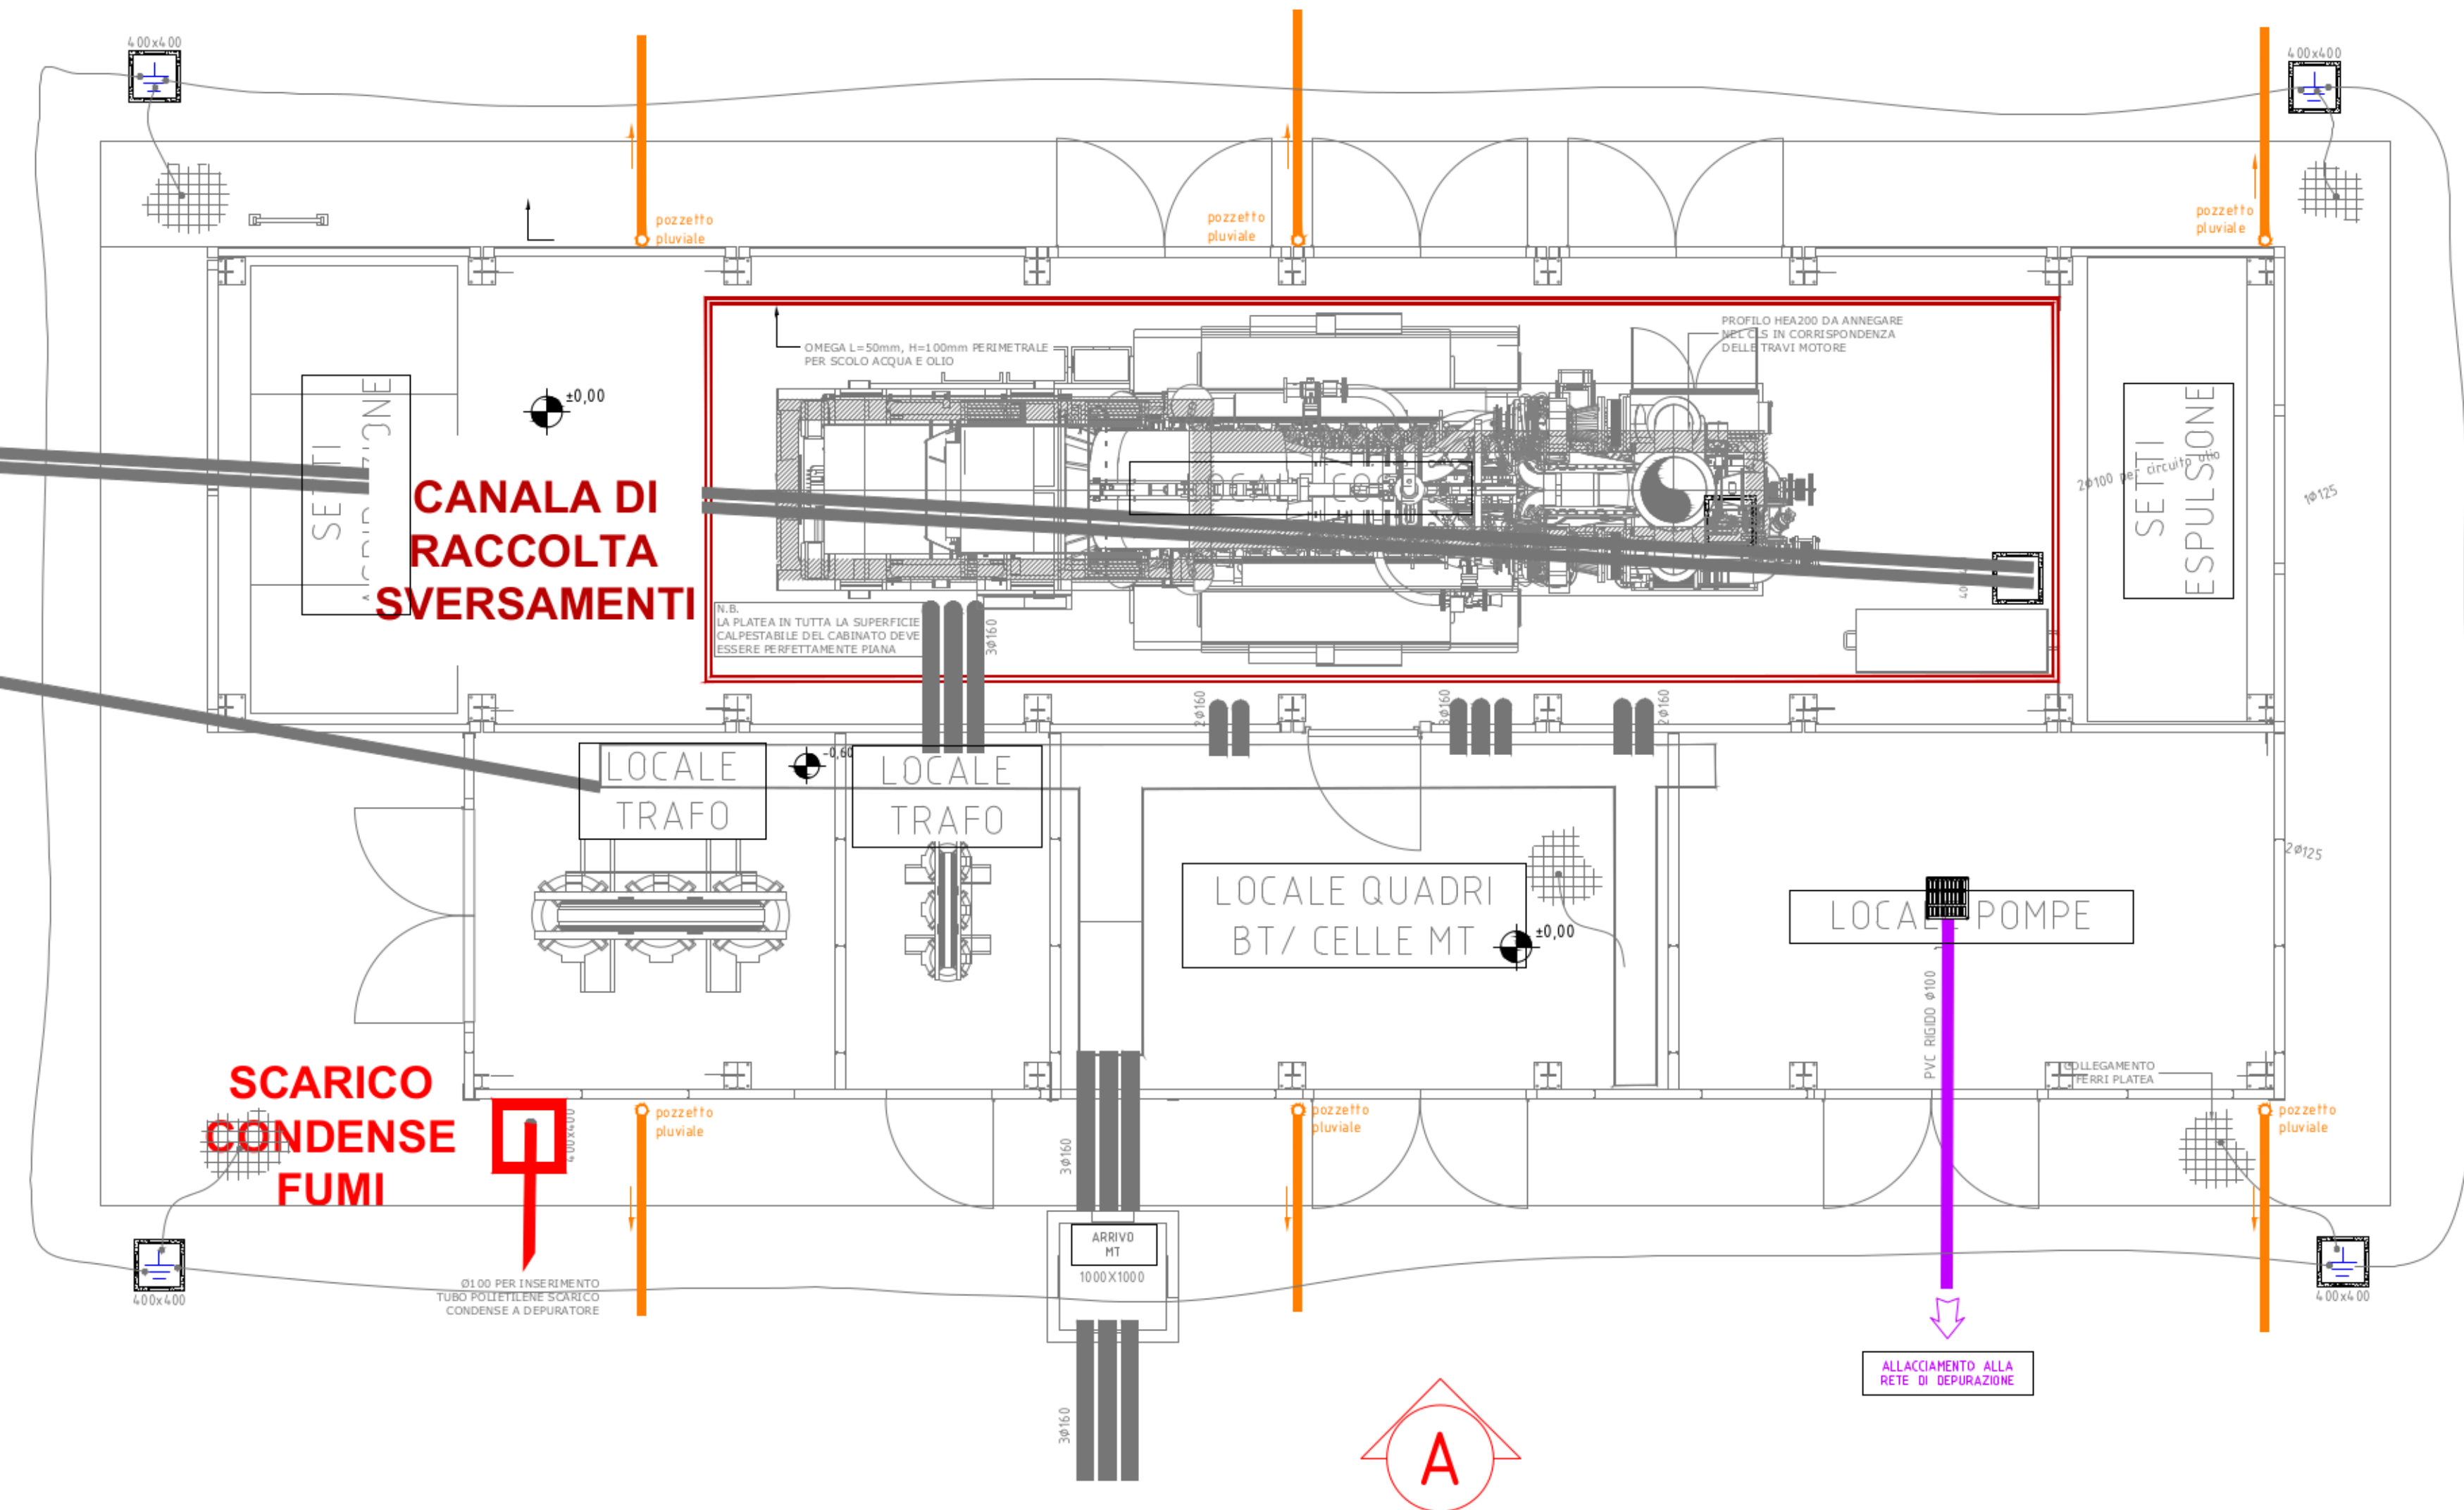 400x400
400x400
pozzetto
pluviale
pozzetto
pluviale
pozzetto
pluviale
OMEGA L=50mm, H=100mm PERIMETRALE
PER SCOLO ACQUA E OLIO
PROFILO HEA200 DA ANNEGARE
NEL CLS IN CORRISPONDENZA
DELLE TRAVI MOTORE
±0,00
CANALA DI
RACCOLTA
SVERSAMENTI
SETTI
ESPULSIONE
2Ø100 per circuito olio
1Ø125
N.B.
LA PLATEA IN TUTTA LA SUPERFICIE
CALPESTABILE DEL CABINATO DEVE
ESSERE PERFETTAMENTE PIANA
3Ø160
2Ø160
3Ø160
2Ø160
LOCALE
TRAFO
-0,60
LOCALE
TRAFO
2Ø125
LOCALE QUADRI
BT/ CELLE MT
±0,00
LOCALE POMPE
PVC RIGIDO Ø100
COLLEGAMENTO
FERRI PLATEA
SCARICO
CONDENSE
FUMI
400x400
pozzetto
pluviale
3Ø160
pozzetto
pluviale
pozzetto
pluviale
ARRIVO
MT
1000X1000
Ø100 PER INSERIMENTO
TUBO POLIETILENE SCARICO
CONDENSE A DEPURATORE
400x400
400x400
3Ø160
ALLACCIAMENTO ALLA
RETE DI DEPURAZIONE
A